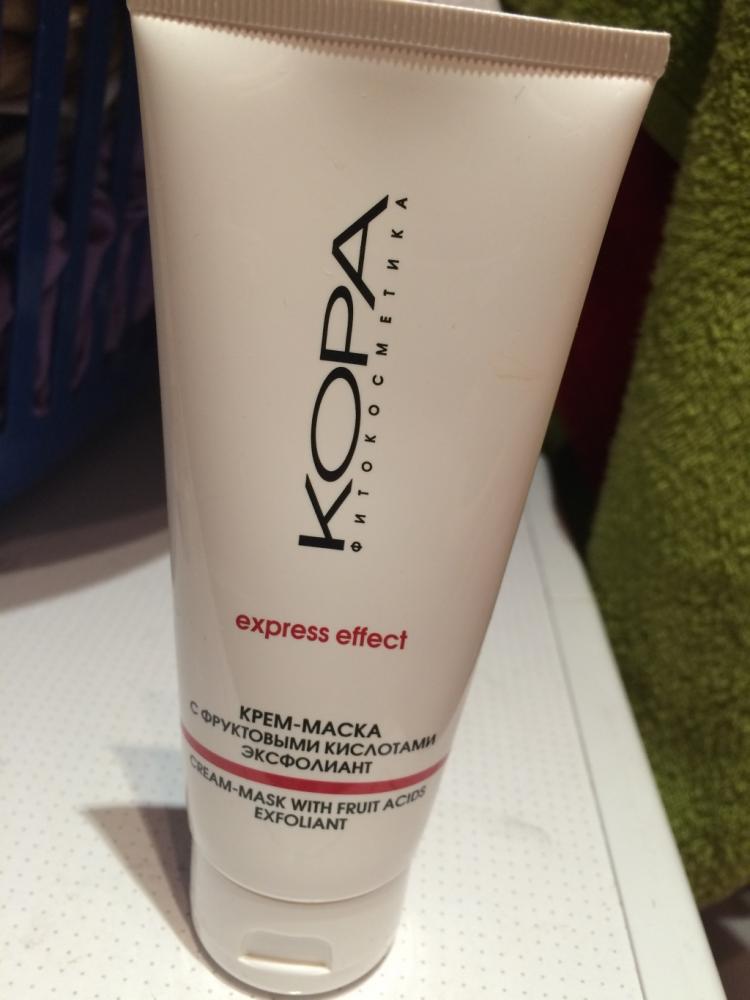 КОРА
ФИТОКОСМЕТИКА
express effect
КРЕМ-МАСКА
С ФРУКТОВЫМИ КИСЛОТАМИ
ЭКСФОЛИАНТ
CREAM-MASK WITH FRUIT ACIDS
EXFOLIANT